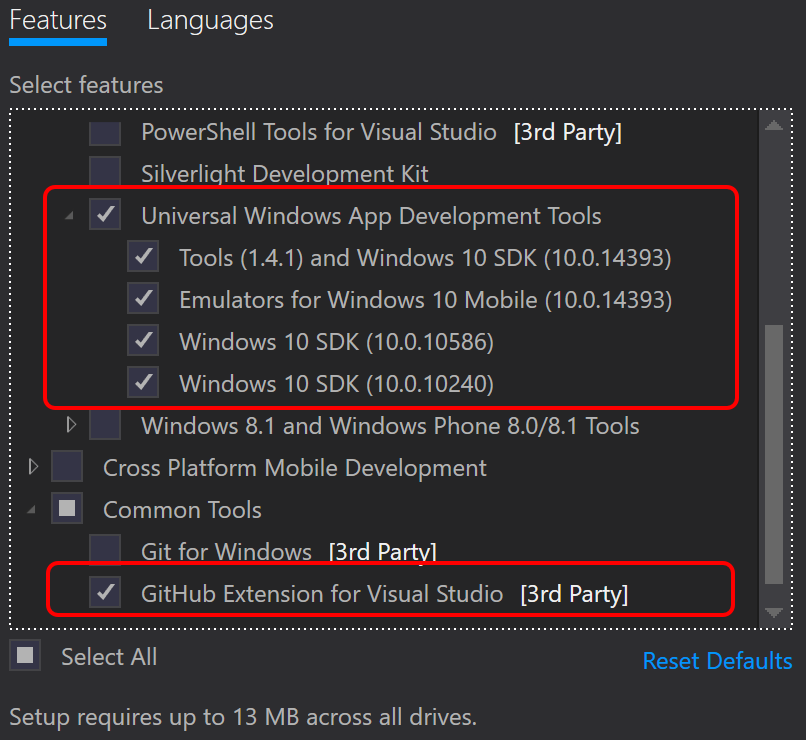 Features Languages
Select features
PowerShell Tools for Visual Studio [3rd Party]
Silverlight Development Kit
Universal Windows App Development Tools
Tools (1.4.1) and Windows 10 SDK (10.0.14393)
Emulators for Windows 10 Mobile (10.0.14393)
Windows 10 SDK (10.0.10586)
Windows 10 SDK (10.0.10240)
Windows 8.1 and Windows Phone 8.0/8.1 Tools
Cross Platform Mobile Development
Common Tools
Git for Windows [3rd Party]
GitHub Extension for Visual Studio [3rd Party]
Select All Reset Defaults
Setup requires up to 13 MB across all drives.